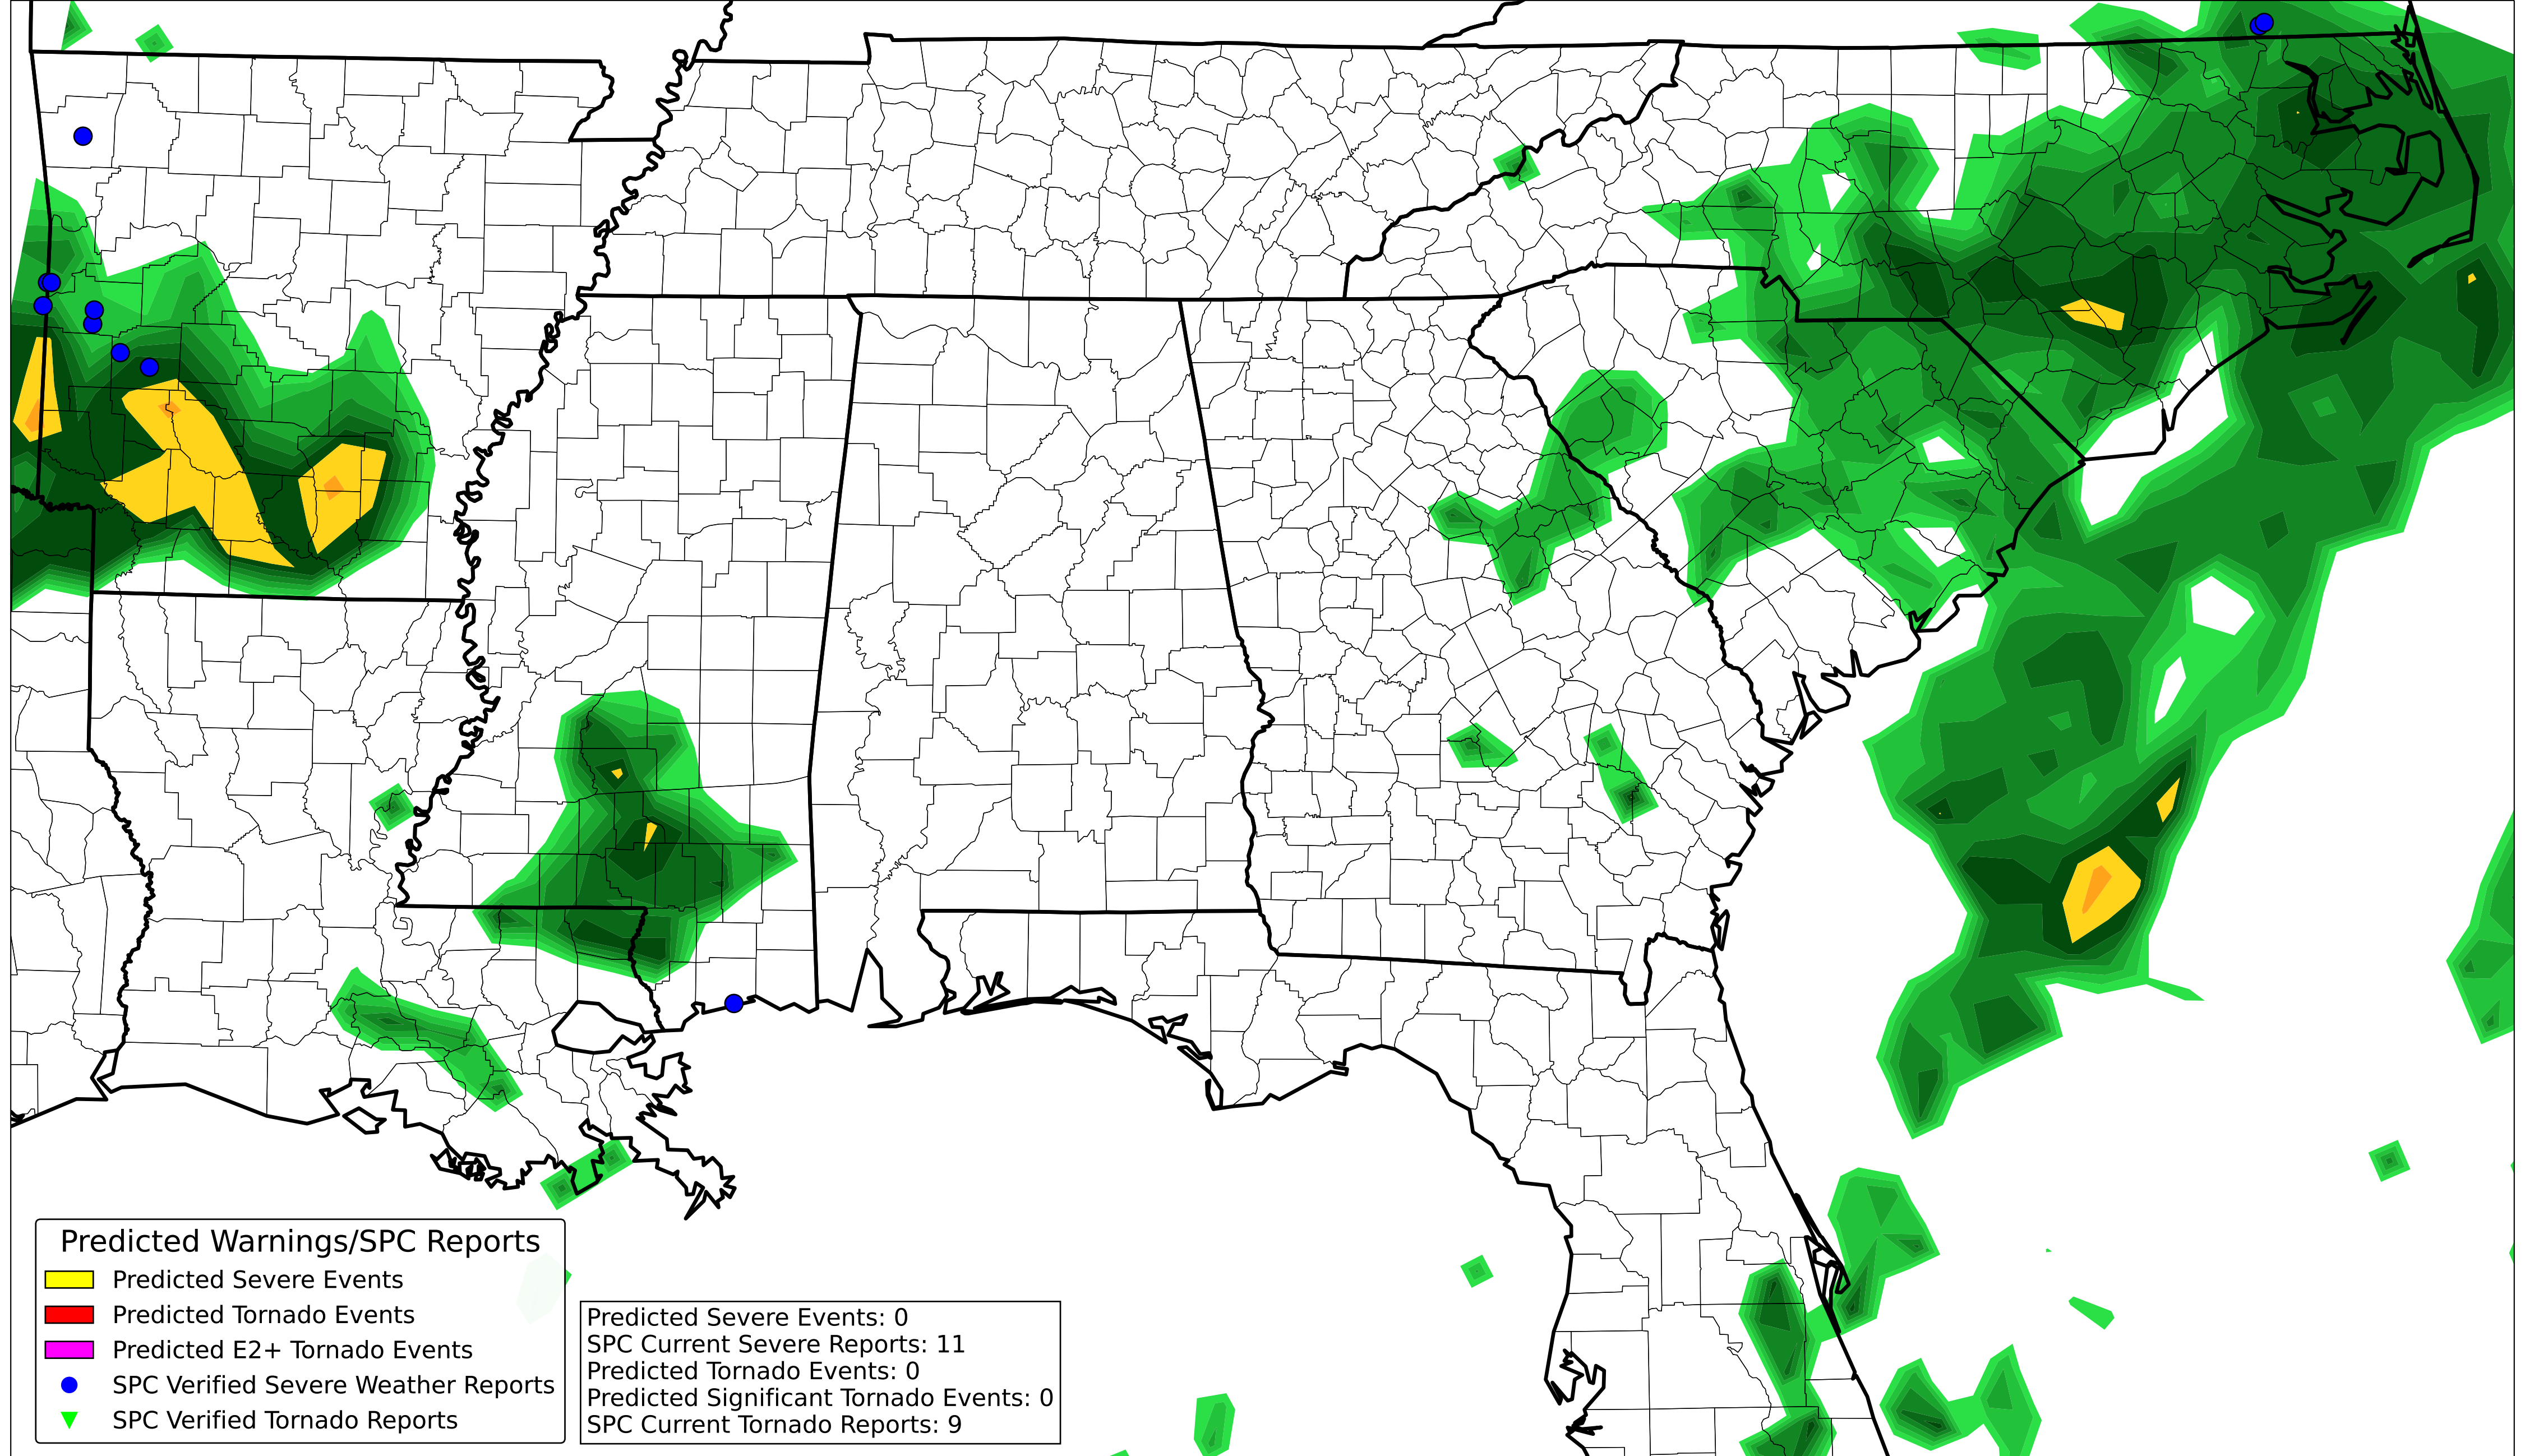 Predicted Warnings/SPC Reports
Predicted Severe Events
Predicted Tornado Events
Predicted E2+ Tornado Events
SPC Verified Severe Weather Reports
SPC Verified Tornado Reports
Predicted Severe Events: 0
SPC Current Severe Reports: 11
Predicted Tornado Events: 0
Predicted Significant Tornado Events: 0
SPC Current Tornado Reports: 9